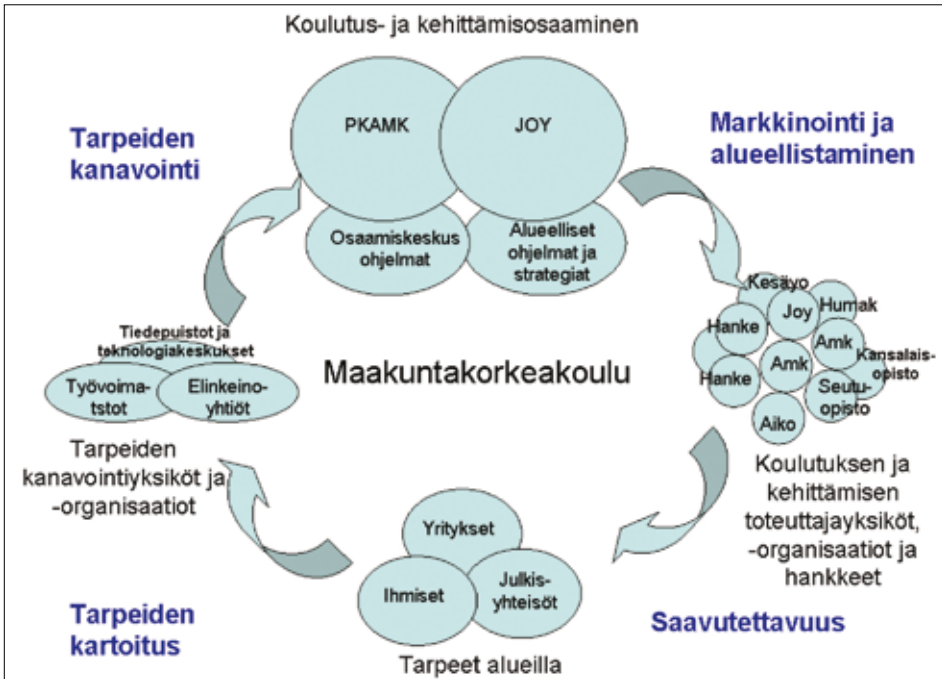 Koulutus- ja kehittämisosaaminen
PKAMK
JOY
Osaamiskeskus
ohjelmat
Alueelliset
ohjelmat ja
strategiat
Tarpeiden
kanavointi
Markkinointi ja
alueellistaminen
Kesäyo
Joy
Humak
Hanke
Amk
Kansalais-
opisto
Hanke
Amk
Seutu-
opisto
Aiko
Koulutuksen ja
kehittämisen
toteuttajayksiköt,
-organisaatiot ja
hankkeet
Maakuntakorkeakoulu
Tiedepuistot ja
teknologiakeskukset
Työvoima-
tstot
Elinkeino-
yhtiöt
Tarpeiden
kanavointiyksiköt ja
-organisaatiot
Yritykset
Ihmiset
Julkis-
yhteisöt
Tarpeet alueilla
Tarpeiden
kartoitus
Saavutettavuus